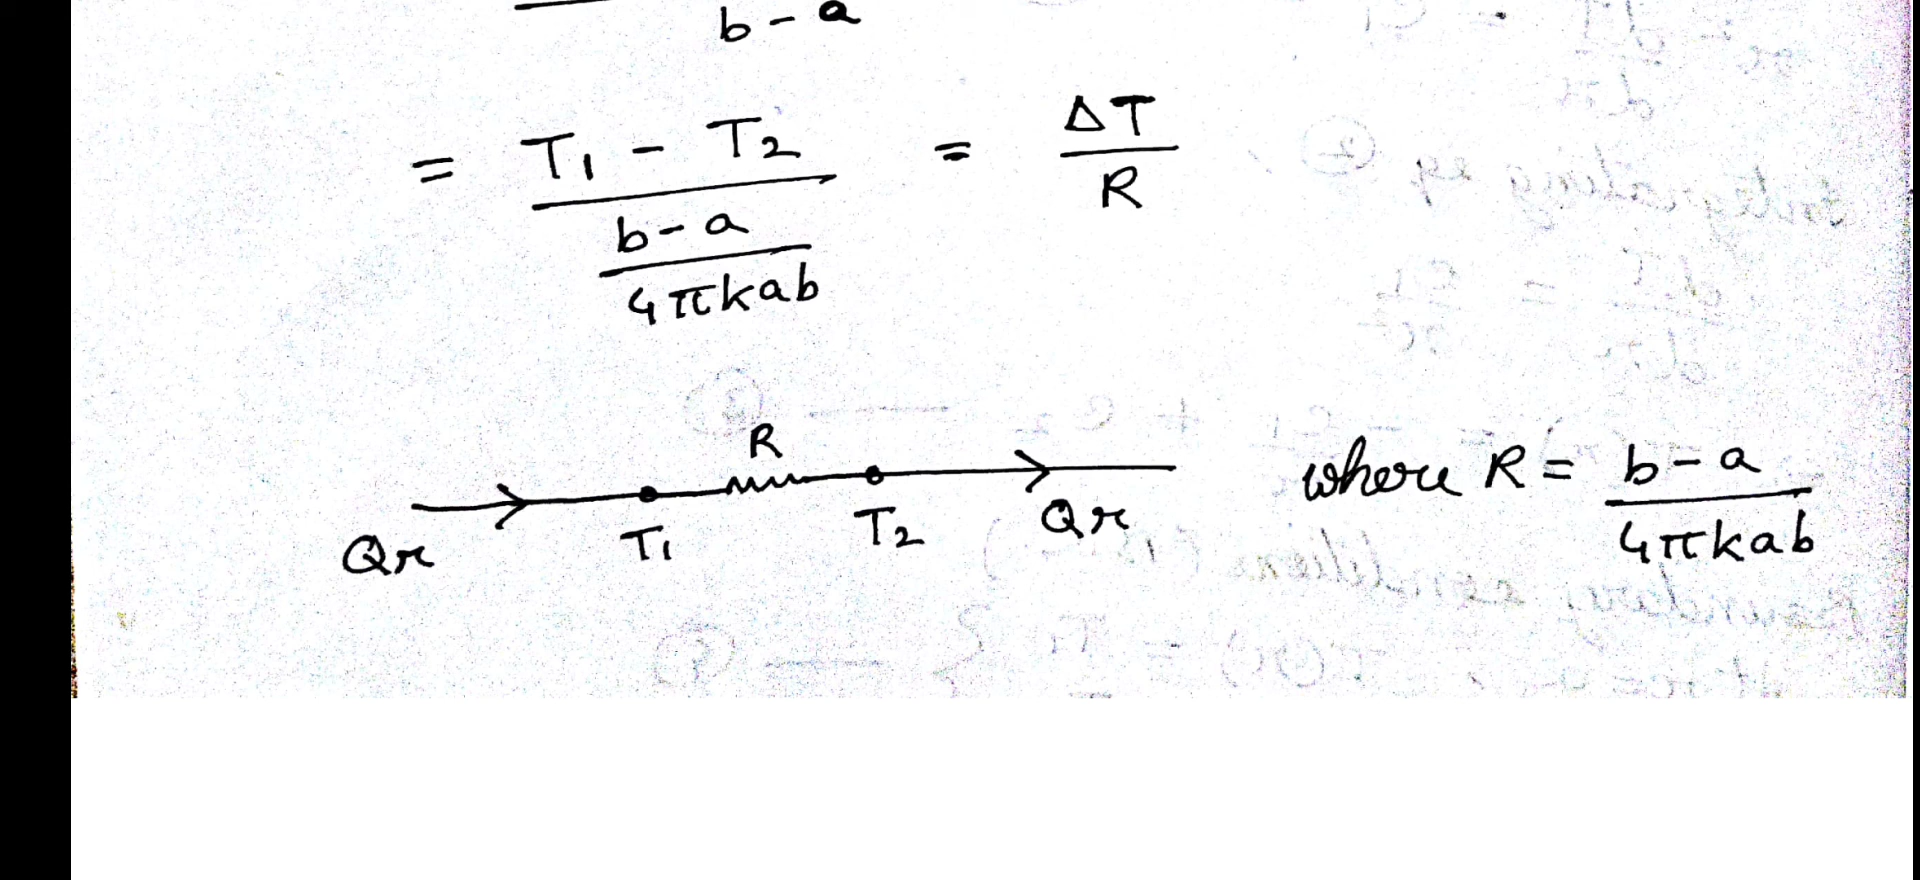 b - a
= T1 - T2 = ΔT
b - a R
4πkab
R
where R = b - a
Qr T1 T2 Qr 4πkab